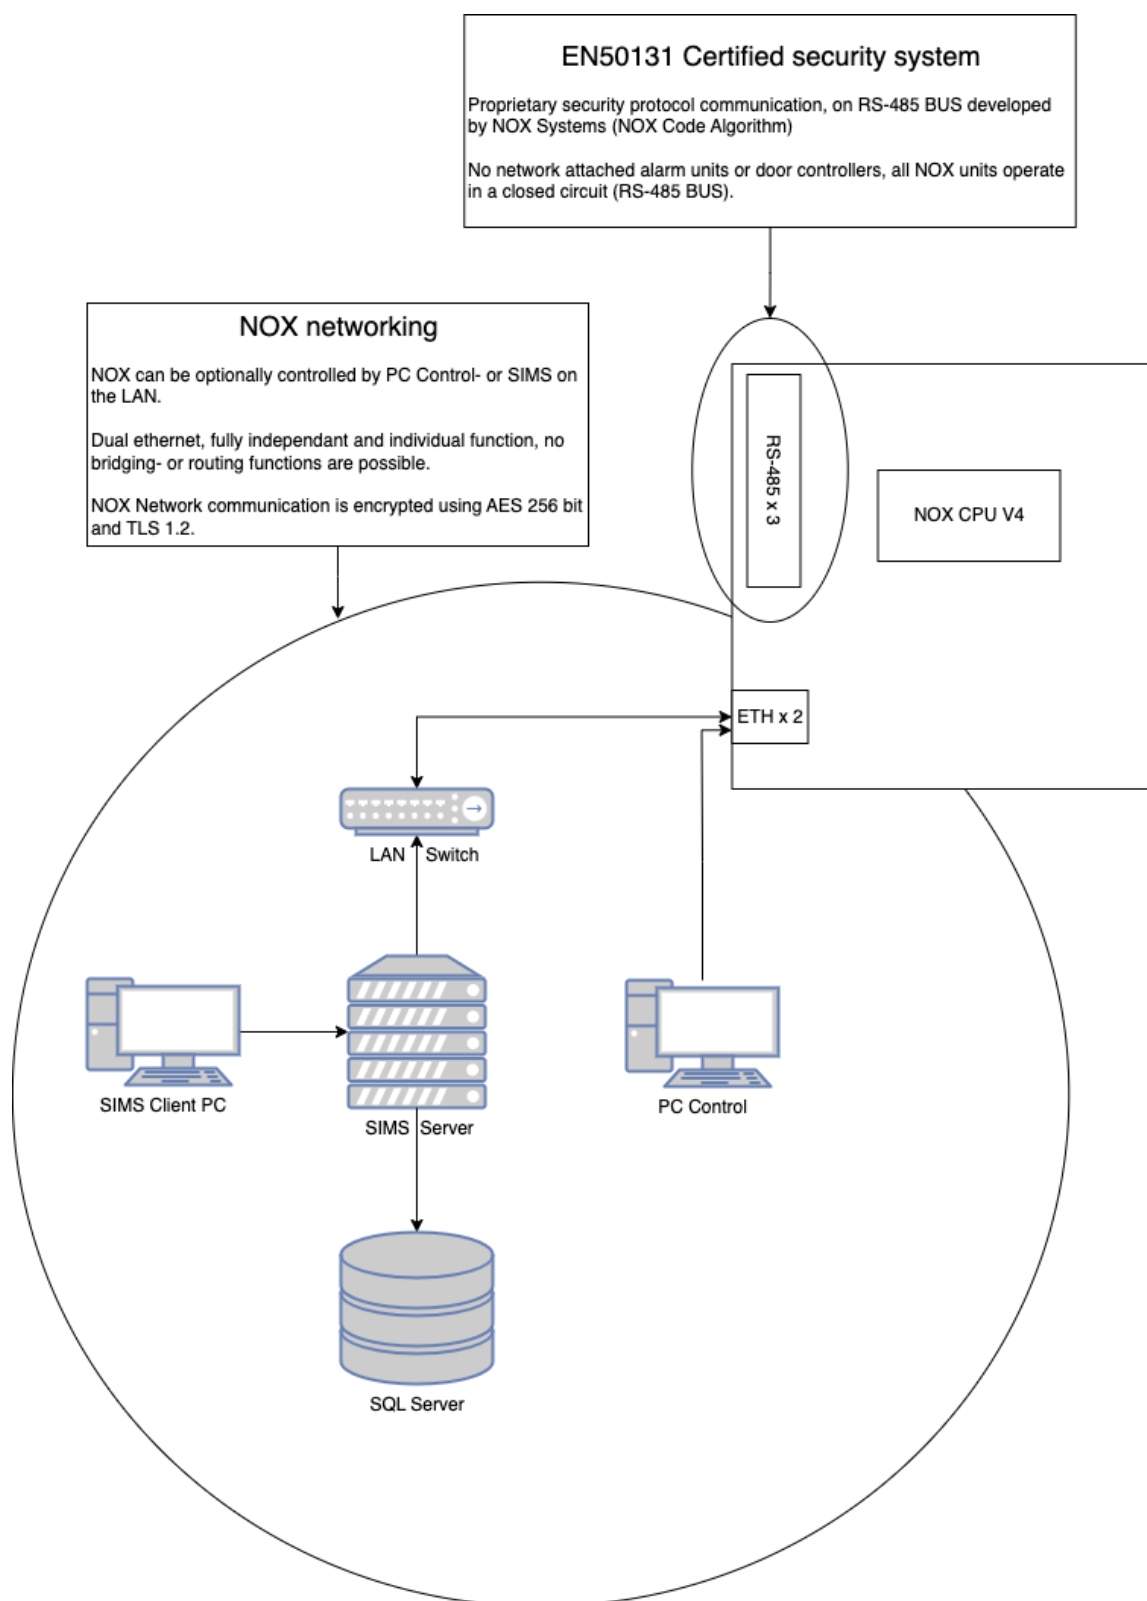 EN50131 Certified security system
Proprietary security protocol communication, on RS-485 BUS developed
by NOX Systems (NOX Code Algorithm)
No network attached alarm units or door controllers, all NOX units operate
in a closed circuit (RS-485 BUS).
NOX networking
NOX can be optionally controlled by PC Control- or SIMS on
the LAN.
Dual ethernet, fully independant and individual function, no
bridging- or routing functions are possible.
NOX Network communication is encrypted using AES 256 bit
and TLS 1.2.
RS-485 x 3
NOX CPU V4
ETH x 2
LAN Switch
SIMS Client PC
SIMS Server
PC Control
SQL Server